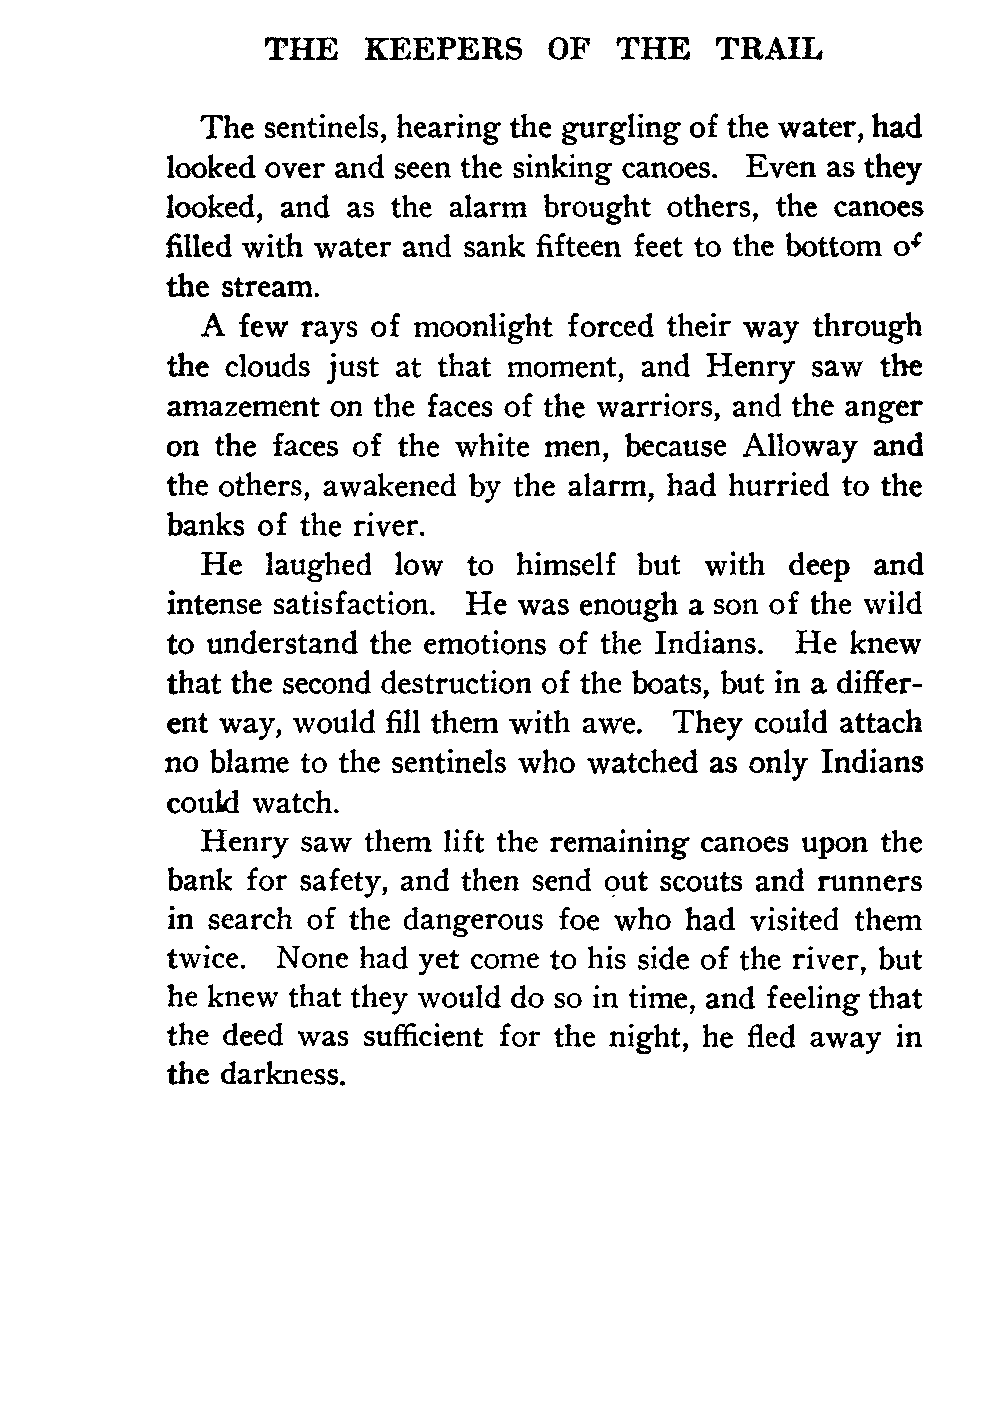 THE KEEPERS OF THE TRAIL
The sentinels, hearing the gurgling of the water, had
looked over and seen the sinking canoes. Even as they
looked, and as the alarm brought others, the canoes
filled with water and sank fifteen feet to the bottom of
the stream.
A few rays of moonlight forced their way through
the clouds just at that moment, and Henry saw the
amazement on the faces of the warriors, and the anger
on the faces of the white men, because Alloway and
the others, awakened by the alarm, had hurried to the
banks of the river.
He laughed low to himself but with deep and
intense satisfaction. He was enough a son of the wild
to understand the emotions of the Indians. He knew
that the second destruction of the boats, but in a differ-
ent way, would fill them with awe. They could attach
no blame to the sentinels who watched as only Indians
could watch.
Henry saw them lift the remaining canoes upon the
bank for safety, and then send out scouts and runners
in search of the dangerous foe who had visited them
twice. None had yet come to his side of the river, but
he knew that they would do so in time, and feeling that
the deed was sufficient for the night, he fled away in
the darkness.